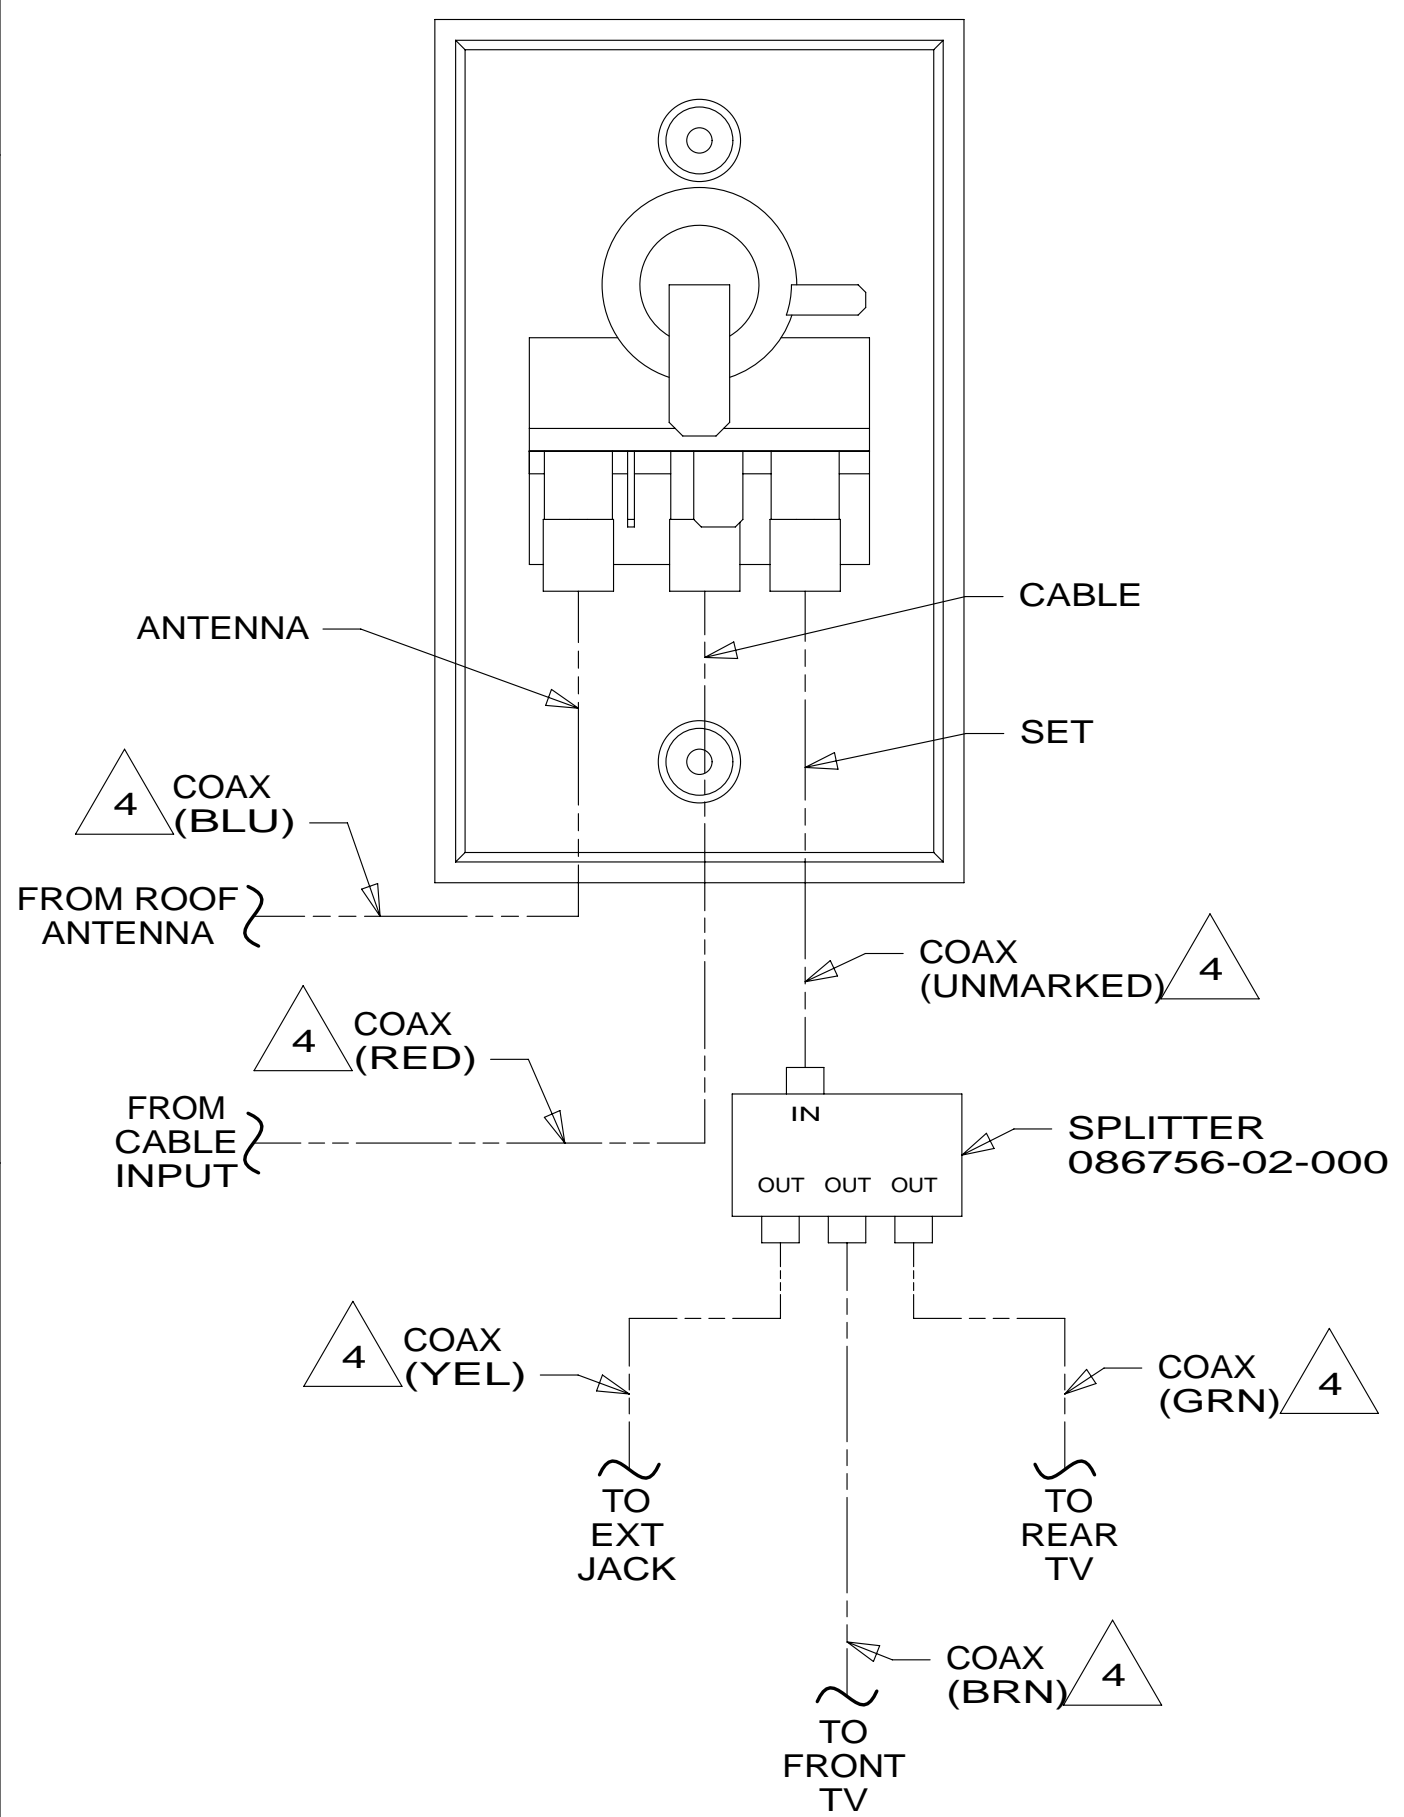 CABLE
ANTENNA
SET
4
COAX
(BLU)
FROM ROOF
ANTENNA
COAX
(UNMARKED)
4
4
COAX
(RED)
FROM
CABLE
INPUT
IN
OUT OUT OUT
SPLITTER
086756-02-000
4
COAX
(YEL)
COAX
(GRN)
4
TO
EXT
JACK
TO
REAR
TV
COAX
(BRN)
4
TO
FRONT
TV